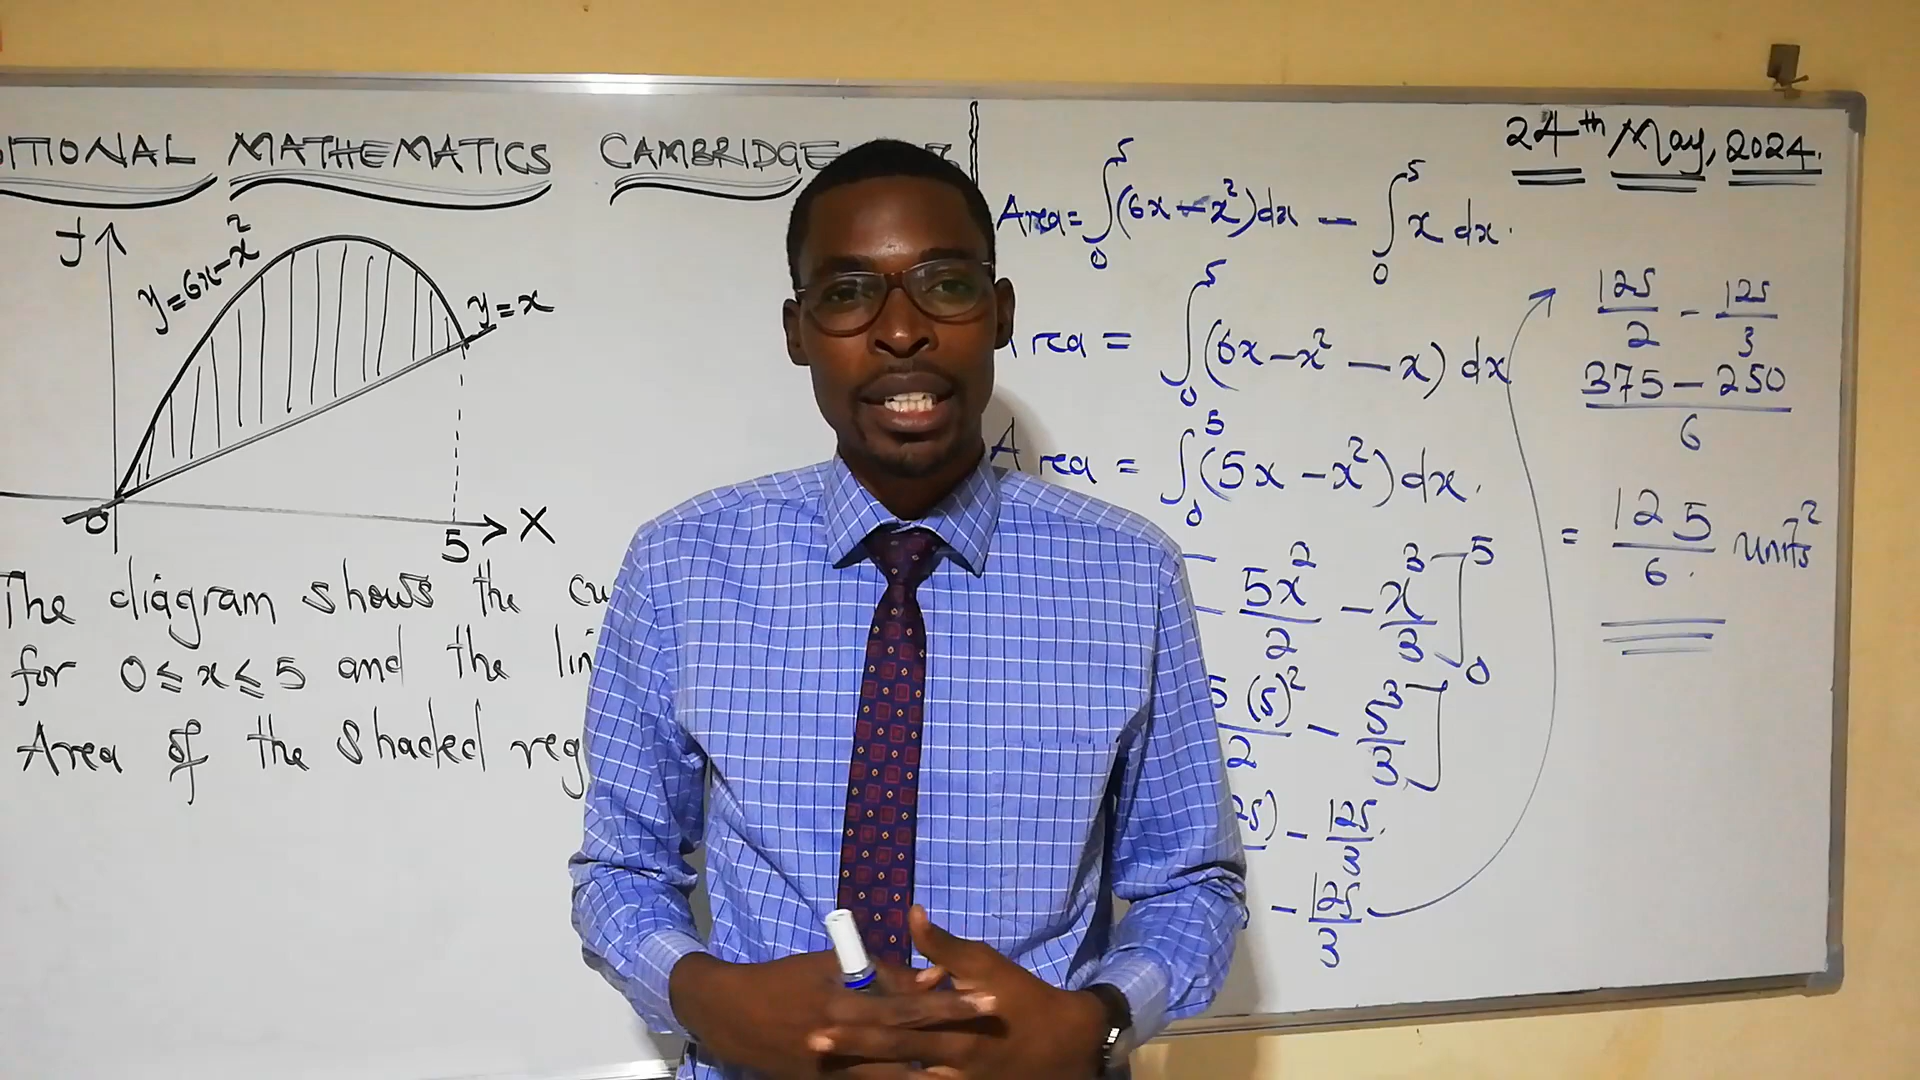 ITIONAL MATHEMATICS CAMBRIDGE
y
y=6x-x²
y=x
0
5
X
The diagram shows the cu
for 0≤x≤5 and the lin
Area of the shaded reg
24th May, 2024.
Area= ∫₀⁵(6x-x²)dx - ∫₀⁵ x dx.
Area = ∫₀⁵(6x-x²-x) dx
Area = ∫₀⁵(5x-x²)dx.
5x²/2 - x³/3]₀⁵
5(5)²/2 - 5³/3]
25) - 125/3
- 125/3
125/2 - 125/3
375-250/6
= 125/6 units²